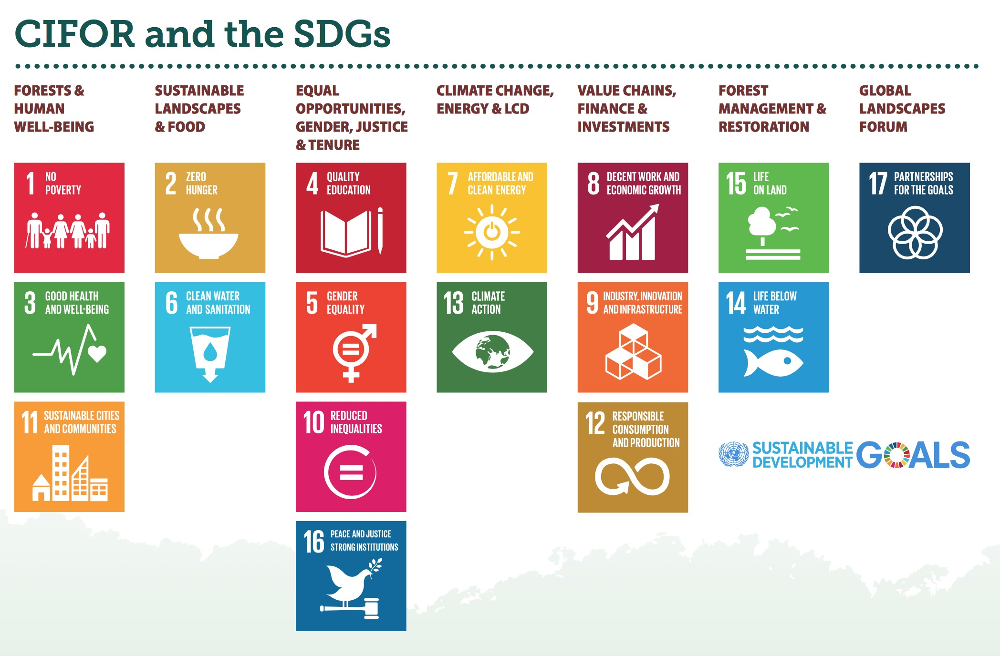 CIFOR and the SDGs
FORESTS &
HUMAN
WELL-BEING
1 NO
POVERTY
3 GOOD HEALTH
AND WELL-BEING
11 SUSTAINABLE CITIES
AND COMMUNITIES
SUSTAINABLE
LANDSCAPES
& FOOD
2 ZERO
HUNGER
6 CLEAN WATER
AND SANITATION
EQUAL
OPPORTUNITIES,
GENDER, JUSTICE
& TENURE
4 QUALITY
EDUCATION
5 GENDER
EQUALITY
10 REDUCED
INEQUALITIES
16 PEACE AND JUSTICE
STRONG INSTITUTIONS
CLIMATE CHANGE,
ENERGY & LCD
7 AFFORDABLE AND
CLEAN ENERGY
13 CLIMATE
ACTION
VALUE CHAINS,
FINANCE &
INVESTMENTS
8 DECENT WORK AND
ECONOMIC GROWTH
9 INDUSTRY, INNOVATION
AND INFRASTRUCTURE
12 RESPONSIBLE
CONSUMPTION
AND PRODUCTION
FOREST
MANAGEMENT &
RESTORATION
15 LIFE
ON LAND
14 LIFE BELOW
WATER
GLOBAL
LANDSCAPES
FORUM
17 PARTNERSHIPS
FOR THE GOALS
SUSTAINABLE
DEVELOPMENT
GOALS